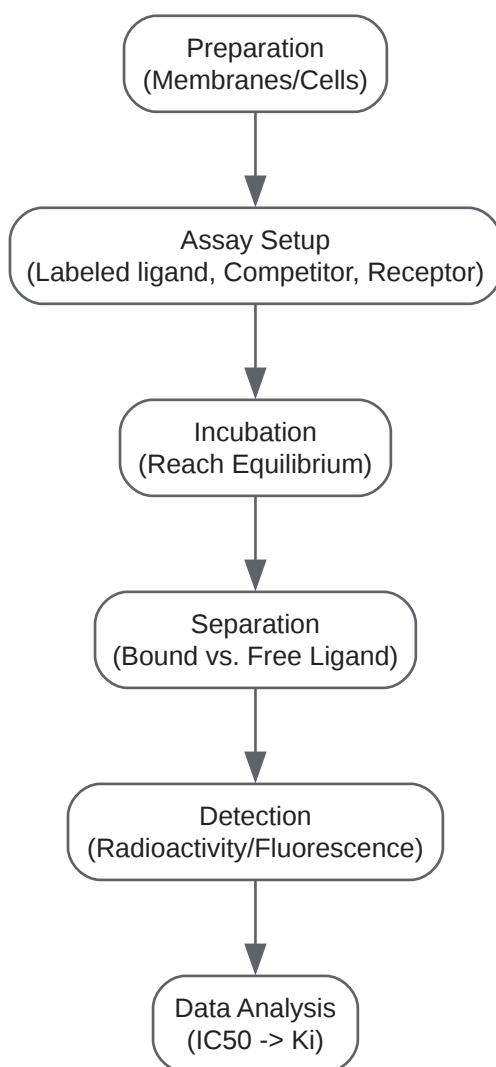 Preparation
(Membranes/Cells)
Assay Setup
(Labeled ligand, Competitor, Receptor)
Incubation
(Reach Equilibrium)
Separation
(Bound vs. Free Ligand)
Detection
(Radioactivity/Fluorescence)
Data Analysis
(IC50 -> Ki)